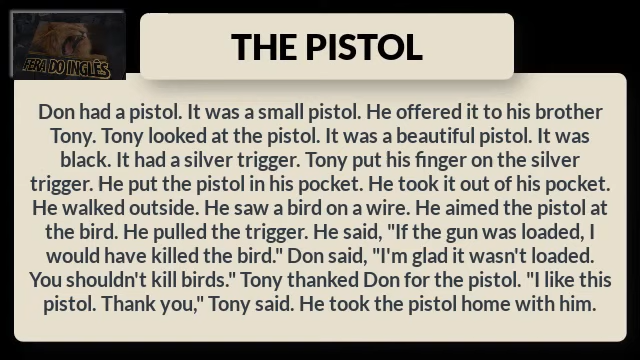 FERA DO INGLÊS
THE PISTOL
Don had a pistol. It was a small pistol. He offered it to his brother
Tony. Tony looked at the pistol. It was a beautiful pistol. It was
black. It had a silver trigger. Tony put his finger on the silver
trigger. He put the pistol in his pocket. He took it out of his pocket.
He walked outside. He saw a bird on a wire. He aimed the pistol at
the bird. He pulled the trigger. He said, "If the gun was loaded, I
would have killed the bird." Don said, "I'm glad it wasn't loaded.
You shouldn't kill birds." Tony thanked Don for the pistol. "I like this
pistol. Thank you," Tony said. He took the pistol home with him.